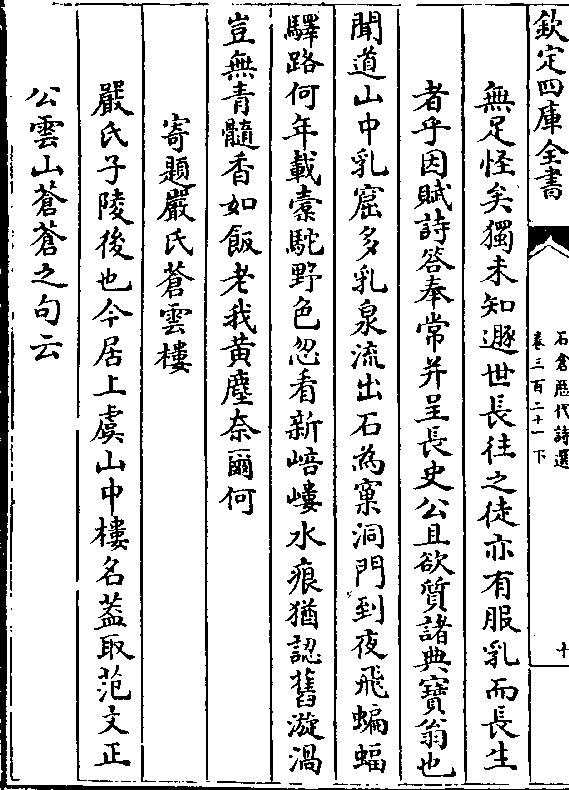 欽定四庫全書
石倉歴代詩選
卷三百二十一下
十
無足怪矣獨未知遯世長往之徒亦有服乳而長生
者乎因賦詩答奉常并呈長史公且欲質諸典寶翁也
聞道山中乳窟多乳泉流出石為窠洞門到夜飛蝙蝠
驛路何年載橐駝野色忽看新㟝嶁水痕猶認舊漩渦
豈無青髓香如飯老我黃塵奈爾何
寄題嚴氏蒼雲樓
嚴氏子陵後也今居上虞山中樓名葢取范文正
公雲山蒼蒼之句云